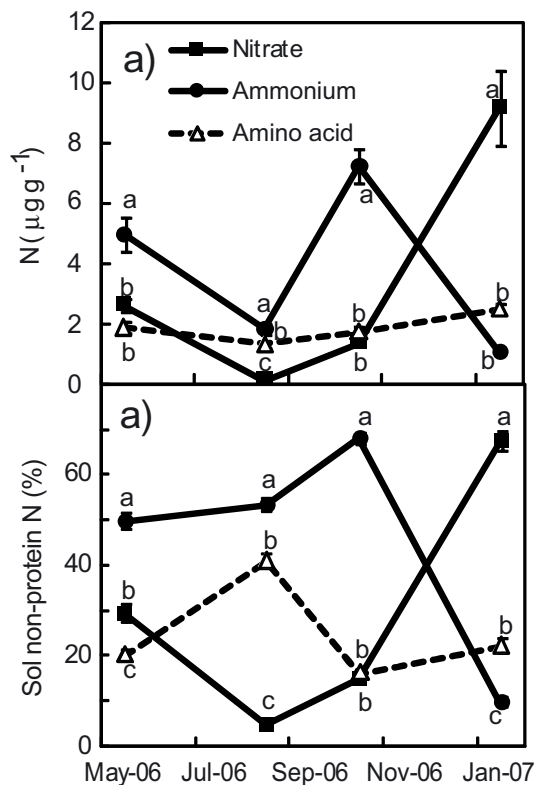 12
a)
Nitrate
Ammonium
Amino acid
10
8
6
4
2
0
N(µg g⁻¹)
a
b
b
a
b
c
a
b
b
a
b
b
a)
60
40
20
0
Sol non-protein N (%)
a
b
c
a
b
c
a
b
b
a
b
c
May-06 Jul-06 Sep-06 Nov-06 Jan-07